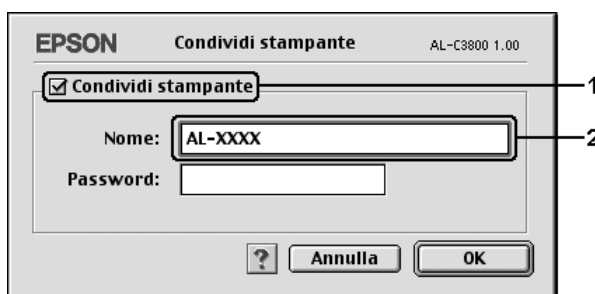 EPSON Condividi stampante AL-C3800 1.00
Condividi stampante 1
Nome: AL-XXXX 2
Password:
? Annulla OK